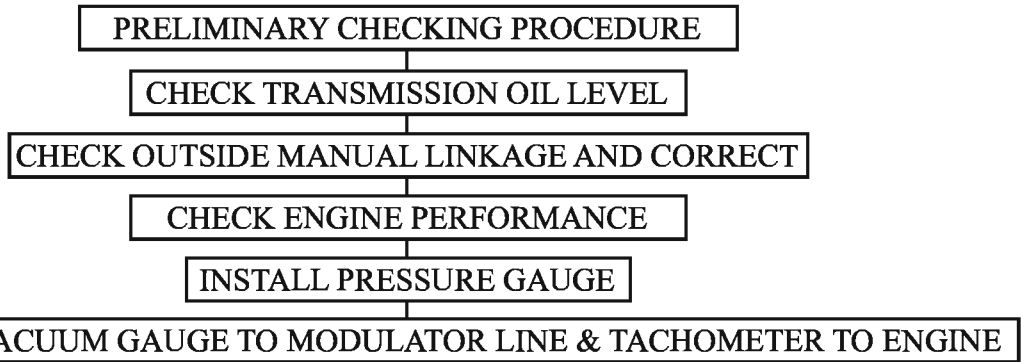 PRELIMINARY CHECKING PROCEDURE
CHECK TRANSMISSION OIL LEVEL
CHECK OUTSIDE MANUAL LINKAGE AND CORRECT
CHECK ENGINE PERFORMANCE
INSTALL PRESSURE GAUGE
ACUUM GAUGE TO MODULATOR LINE & TACHOMETER TO ENGINE